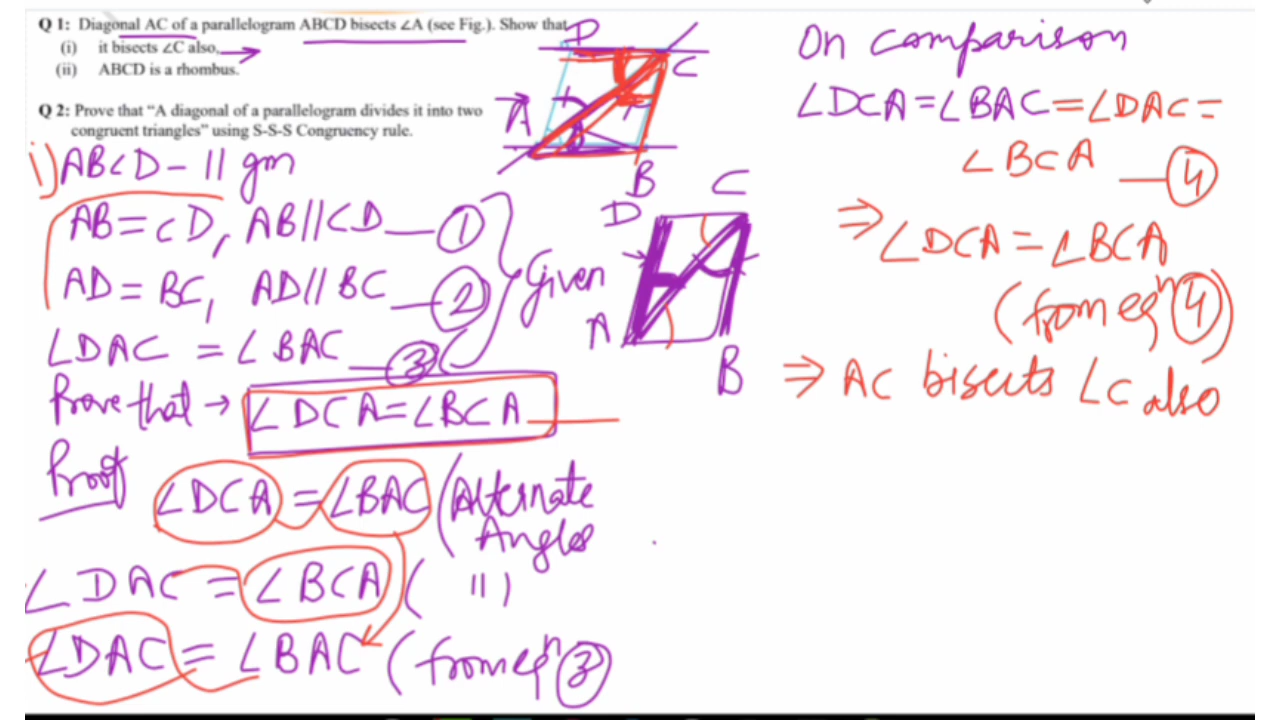 Q 1: Diagonal AC of a parallelogram ABCD bisects ∠A (see Fig.). Show that
(i) it bisects ∠C also,
(ii) ABCD is a rhombus.
Q 2: Prove that “A diagonal of a parallelogram divides it into two
congruent triangles” using S-S-S Congruency rule.
i) ABCD - || gm
AB = CD, AB || CD — ①
AD = BC, AD || BC — ②
Given
∠DAC = ∠BAC — ③
Prove that → ∠DCA = ∠BCA
Proof
∠DCA = ∠BAC (Alternate
Angles
∠DAC = ∠BCA ( " )
∠DAC = ∠BAC (from eqⁿ ③
D
C
A
B
D
C
A
B
On comparison
∠DCA = ∠BAC = ∠DAC =
∠BCA — ④
⇒ ∠DCA = ∠BCA
(from eqⁿ ④)
⇒ AC bisects ∠C also